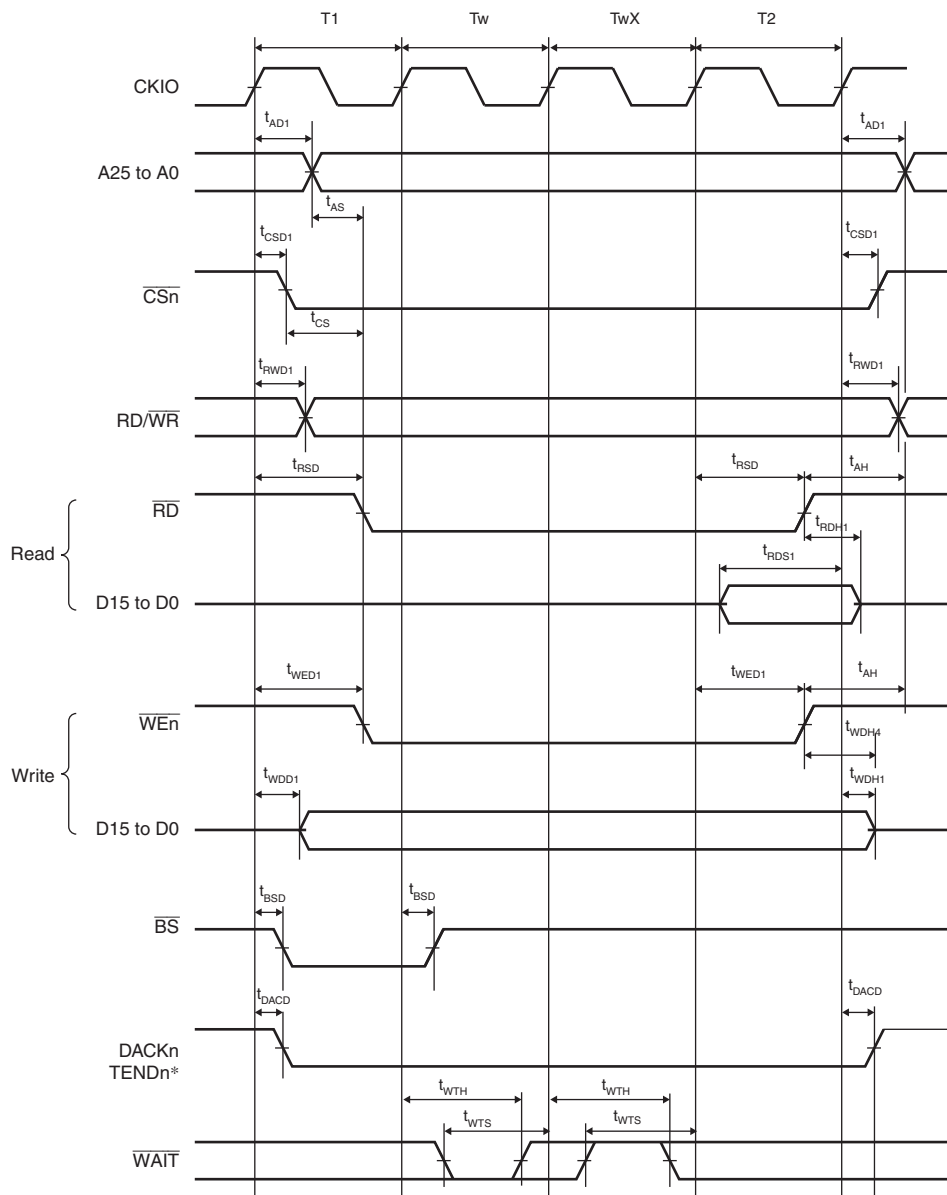 T1 Tw TwX T2
CKIO
tAD1 tAD1
A25 to A0
tAS
tCSD1 tCSD1
CSn
tCS
tRWD1 tRWD1
RD/WR
tRSD tRSD tAH
RD
tRDH1
Read
tRDS1
D15 to D0
tWED1 tWED1 tAH
WEn
tWDH4
Write
tWDD1 tWDH1
D15 to D0
tBSD tBSD
BS
tDACD tDACD
DACKn
TENDn*
tWTH tWTH
tWTS tWTS
WAIT